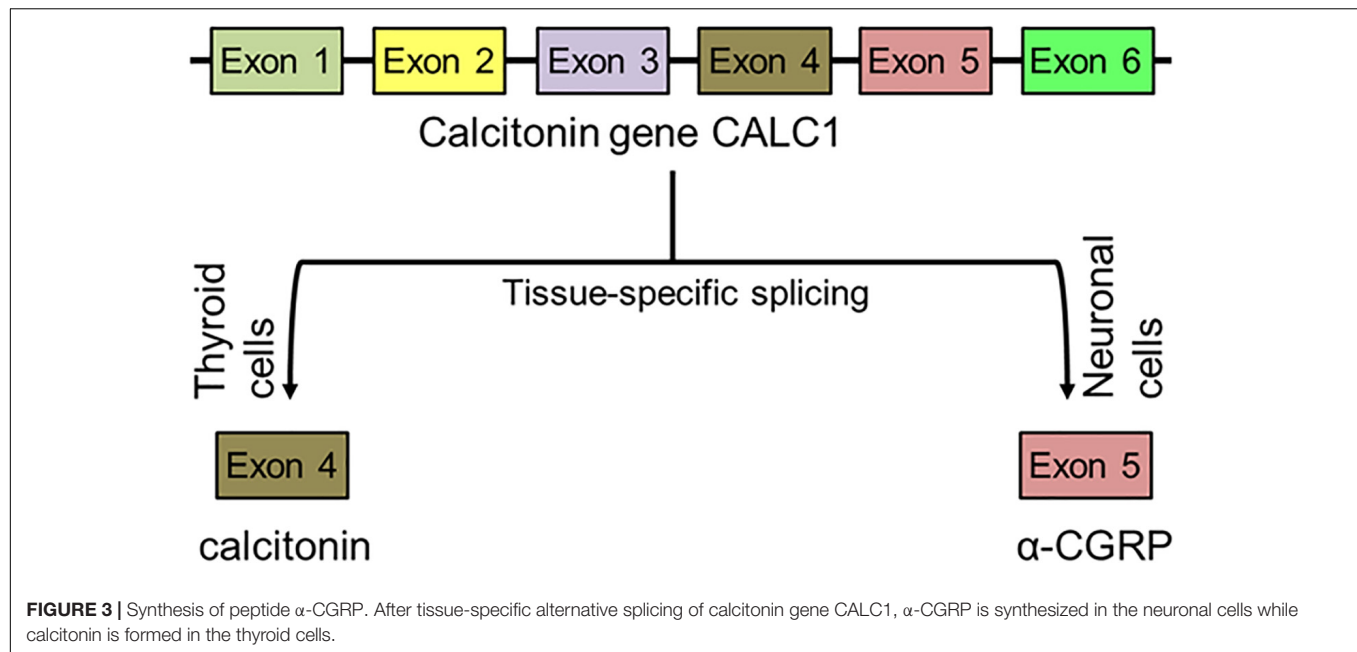 Exon 1 Exon 2 Exon 3 Exon 4 Exon 5 Exon 6
Calcitonin gene CALC1
Tissue-specific splicing
Thyroid
cells
Neuronal
cells
Exon 4
calcitonin
Exon 5
α-CGRP
FIGURE 3 | Synthesis of peptide α-CGRP. After tissue-specific alternative splicing of calcitonin gene CALC1, α-CGRP is synthesized in the neuronal cells while
calcitonin is formed in the thyroid cells.